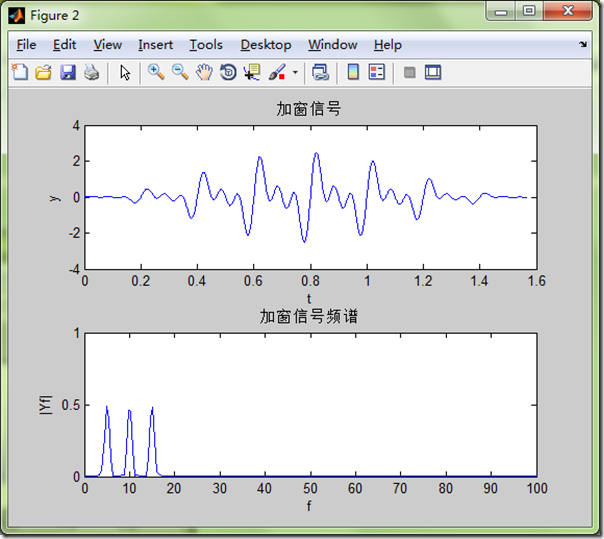 Figure 2
File Edit View Insert Tools Desktop Window Help
加窗信号
4
2
0
-2
-4
y
0 0.2 0.4 0.6 0.8 1 1.2 1.4 1.6
t
加窗信号频谱
1
0.5
0
|Yf|
0 10 20 30 40 50 60 70 80 90 100
f